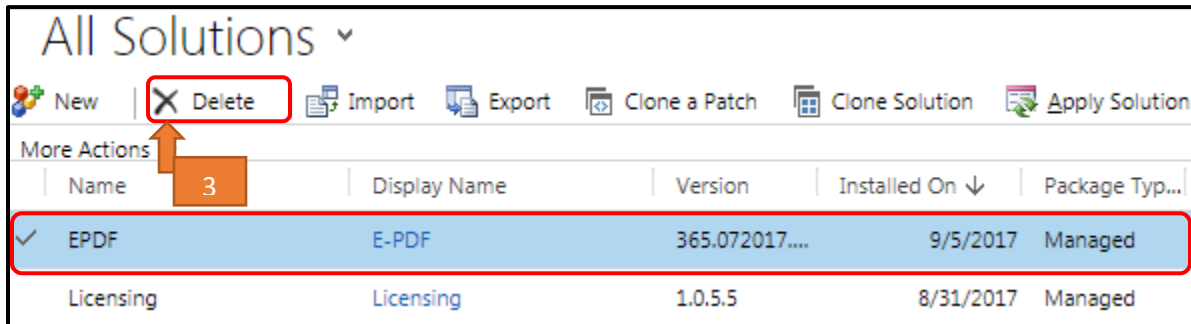 All Solutions
New Delete Import Export Clone a Patch Clone Solution Apply Solution
More Actions
3
Name Display Name Version Installed On ↓ Package Typ...
EPDF E-PDF 365.072017.... 9/5/2017 Managed
Licensing Licensing 1.0.5.5 8/31/2017 Managed